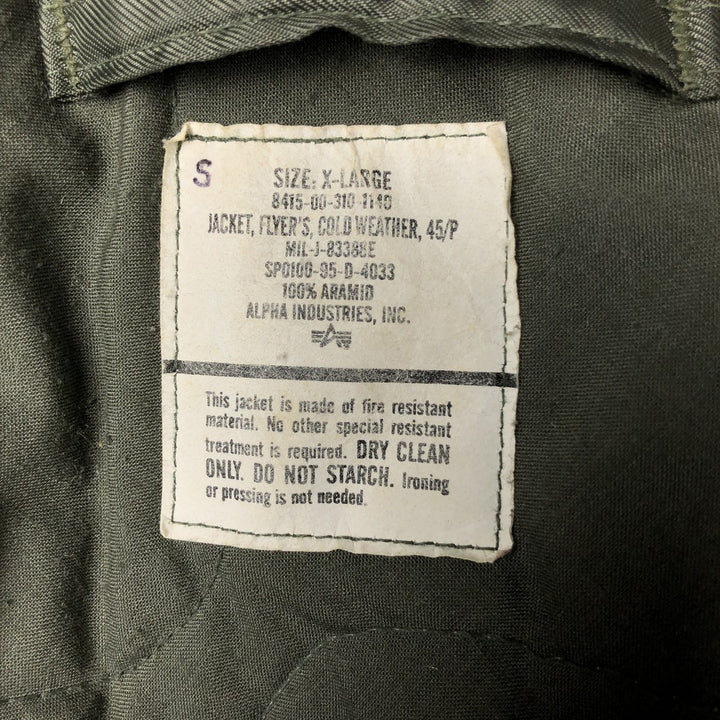 S
SIZE: X-LARGE
8415-00-310-1140
JACKET, FLYER'S, COLD WEATHER, 45/P
MIL-J-83388E
SP0100-95-D-4033
100% ARAMID
ALPHA INDUSTRIES, INC.
This jacket is made of fire resistant
material. No other special resistant
treatment is required. DRY CLEAN
ONLY. DO NOT STARCH. Ironing
or pressing is not needed.